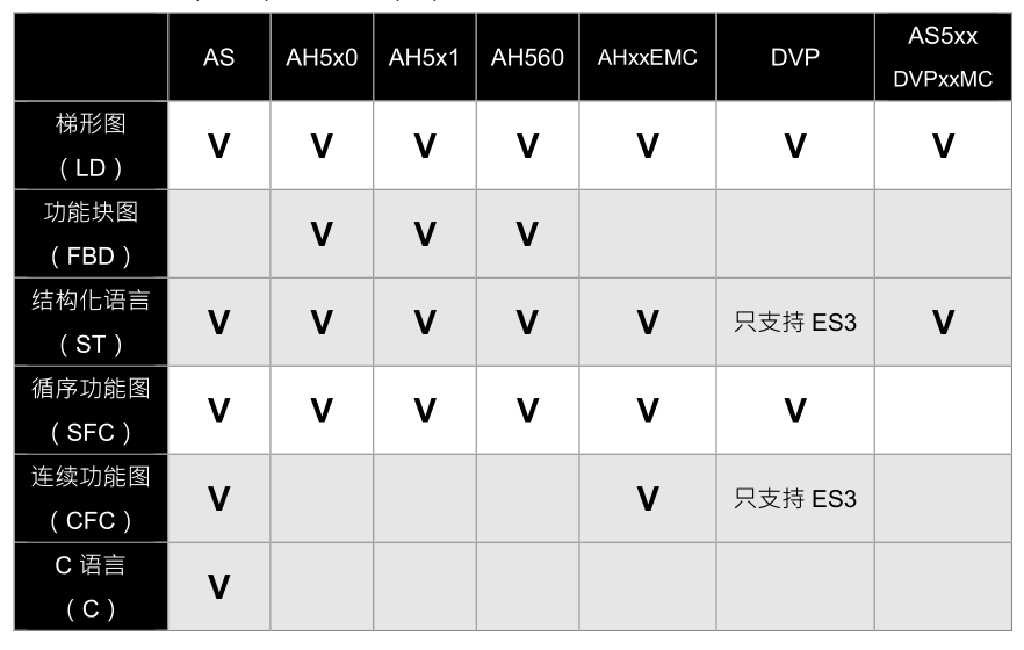 AS AH5x0 AH5x1 AH560 AHxxEMC DVP AS5xx
DVPxxMC
梯形图
(LD) V V V V V V V
功能块图
(FBD) V V V
结构化语言
(ST) V V V V V 只支持 ES3 V
循序功能图
(SFC) V V V V V V
连续功能图
(CFC) V V 只支持 ES3
C 语言
(C) V